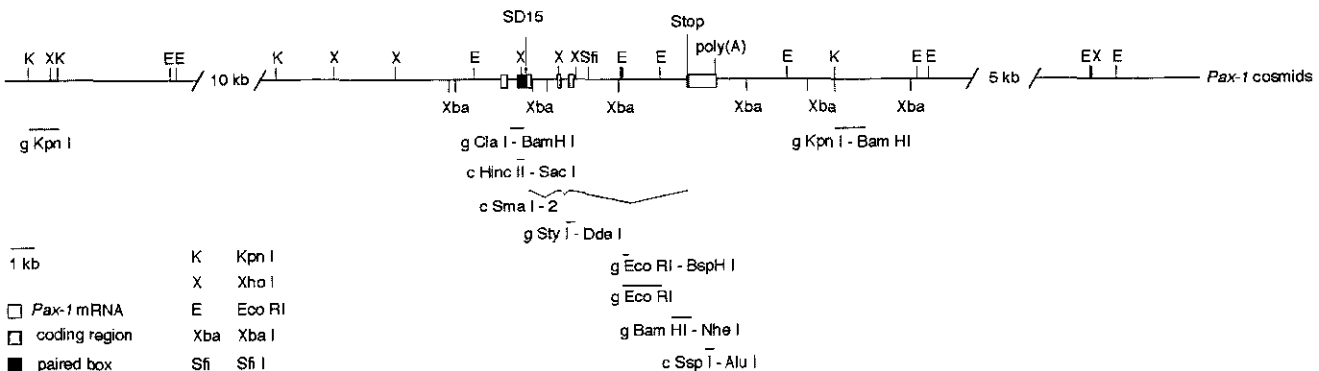 SD15 Stop
K XK EE K X X E X X XSfi E E poly(A) E K EE EX E
10 kb 5 kb Pax-1 cosmids
Xba Xba Xba Xba Xba Xba
g Kpn I g Cla I - BamH I g Kpn I - Bam HI
c Hinc II - Sac I
c Sma I - 2
g Sty I - Dde I
1 kb K Kpn I
g Eco RI - BspH I
X Xho I
g Eco RI
Pax-1 mRNA E Eco RI
coding region Xba Xba I g Bam HI - Nhe I
paired box Sfi Sfi I c Ssp I - Alu I